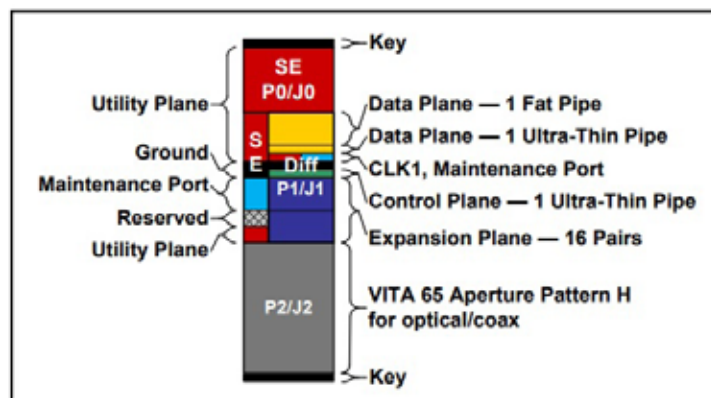 Key
SE
P0/J0
Utility Plane
Data Plane — 1 Fat Pipe
S
E
Data Plane — 1 Ultra-Thin Pipe
Ground
Diff
CLK1, Maintenance Port
Maintenance Port
P1/J1
Control Plane — 1 Ultra-Thin Pipe
Reserved
Expansion Plane — 16 Pairs
Utility Plane
P2/J2
VITA 65 Aperture Pattern H
for optical/coax
Key